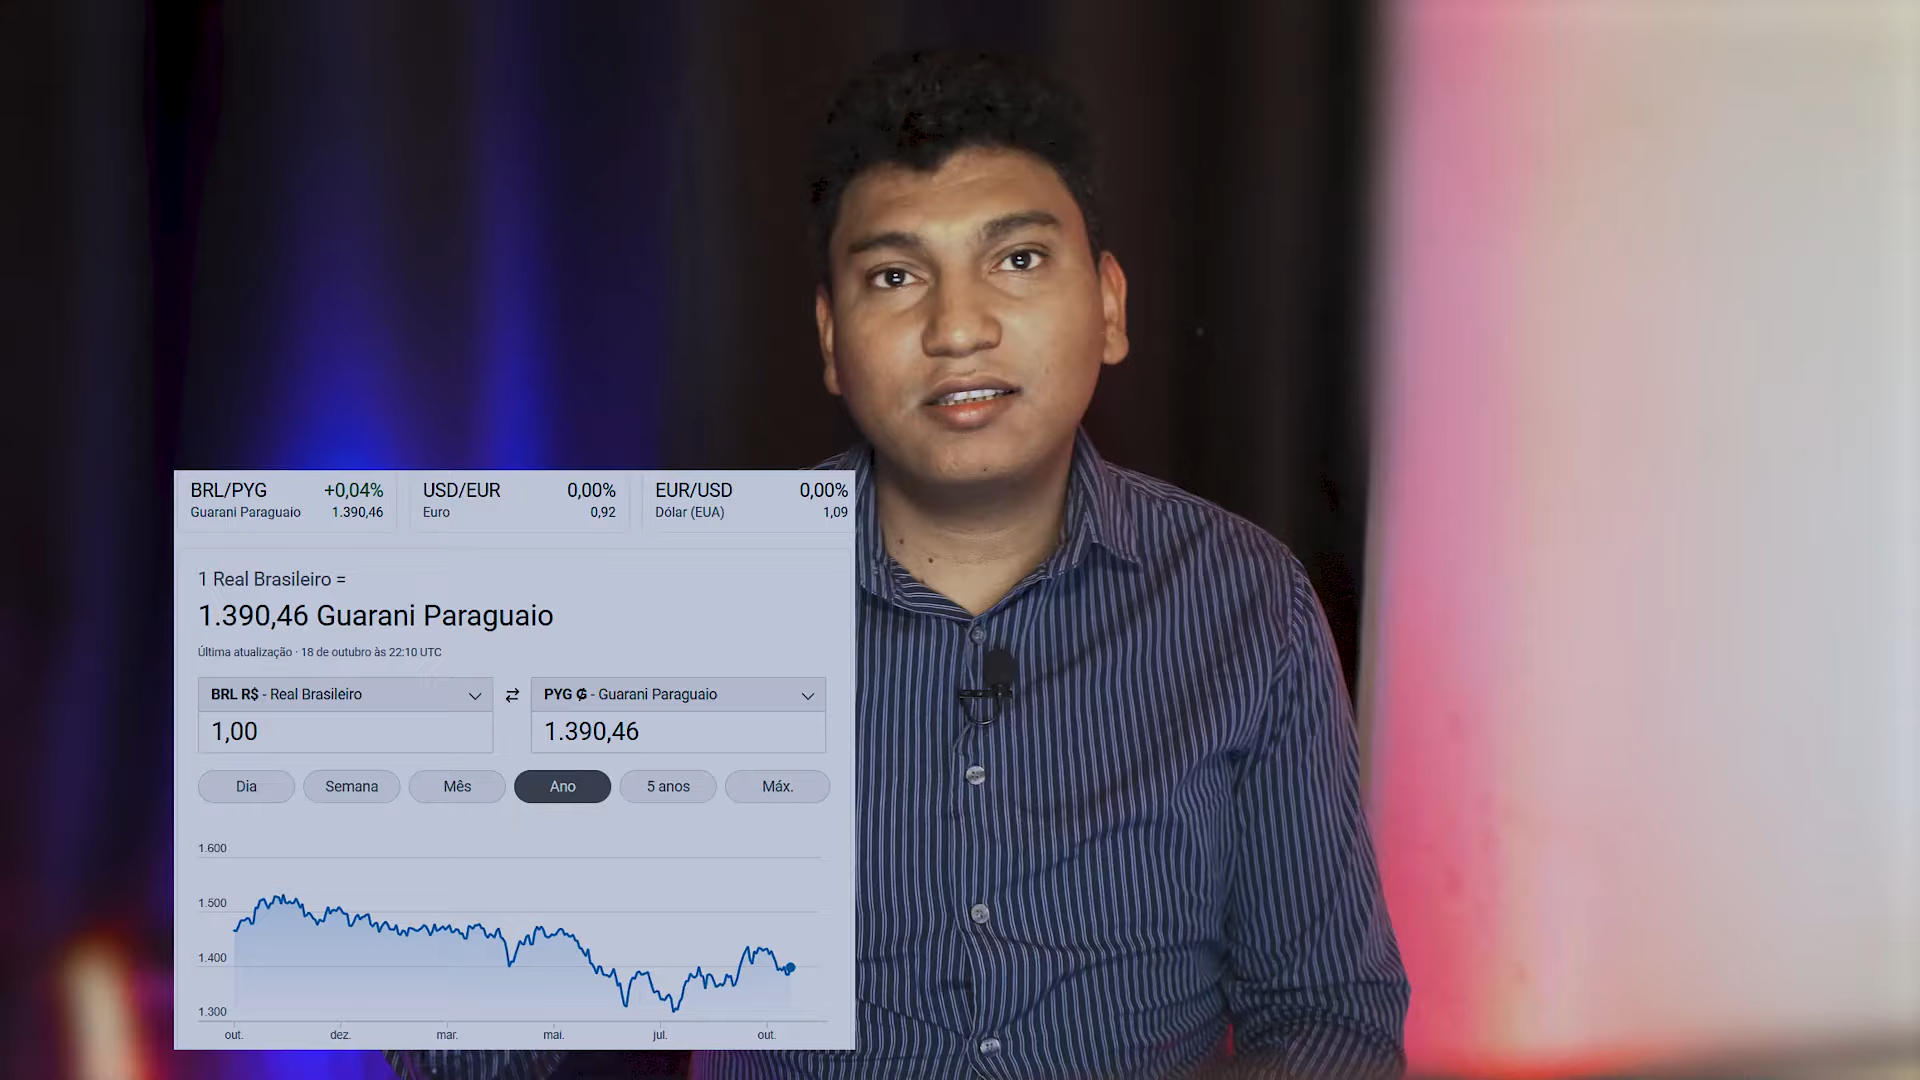 BRL/PYG +0,04% USD/EUR 0,00% EUR/USD 0,00%
Guarani Paraguaio 1.390,46 Euro 0,92 Dólar (EUA) 1,09
1 Real Brasileiro =
1.390,46 Guarani Paraguaio
Última atualização · 18 de outubro às 22:10 UTC
BRL R$ - Real Brasileiro PYG ₲ - Guarani Paraguaio
1,00 1.390,46
Dia Semana Mês Ano 5 anos Máx.
1.600
1.500
1.400
1.300
out. dez. mar. mai. jul. out.